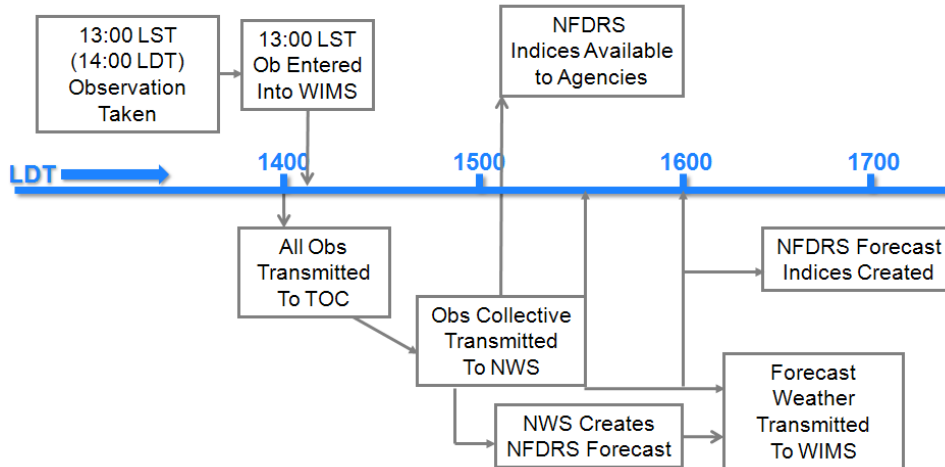 13:00 LST
(14:00 LDT)
Observation
Taken
13:00 LST
Ob Entered
Into WIMS
NFDRS
Indices Available
to Agencies
LDT
1400
1500
1600
1700
All Obs
Transmitted
To TOC
NFDRS Forecast
Indices Created
Obs Collective
Transmitted
To NWS
NWS Creates
NFDRS Forecast
Forecast
Weather
Transmitted
To WIMS